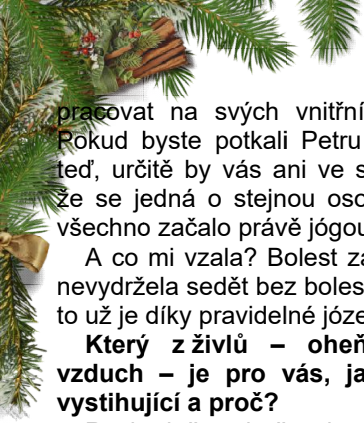 pracovat na svých vnitřní
Pokud byste potkali Petru
teď, určitě by vás ani ve s
že se jedná o stejnou oso
všechno začalo právě jógou
A co mi vzala? Bolest za
nevydržela sedět bez boles
to už je díky pravidelné józe
Který z živlů – oheň
vzduch – je pro vás, ja
vystihující a proč?